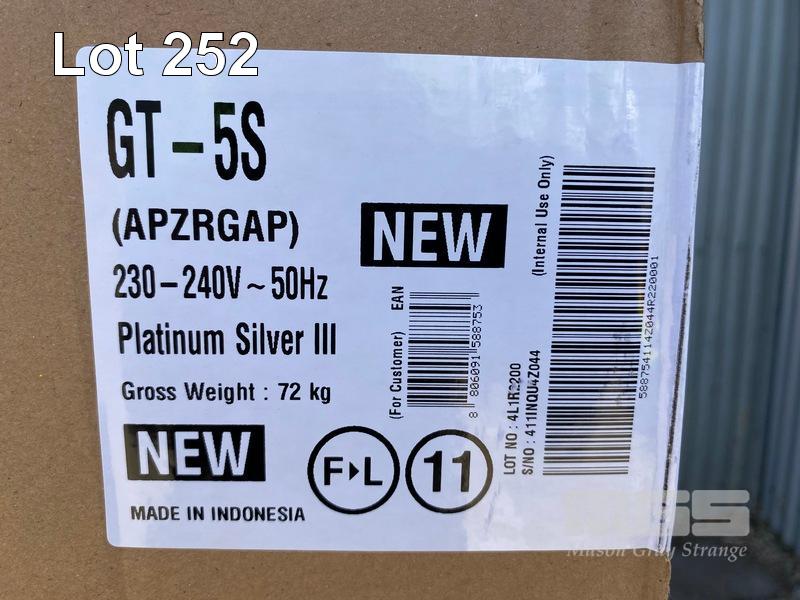 Lot 252
GT-5S
(APZRGAP)
NEW
230-240V~50Hz
Platinum Silver III
Gross Weight : 72 kg
NEW
F▸L
11
MADE IN INDONESIA
(For Customer) EAN
8 806091 588753
LOT NO : 4L1R2200
S/NO : 411INQU4Z044
(Internal Use Only)
5887541142044R220001
MGS
Mason Gray Strange